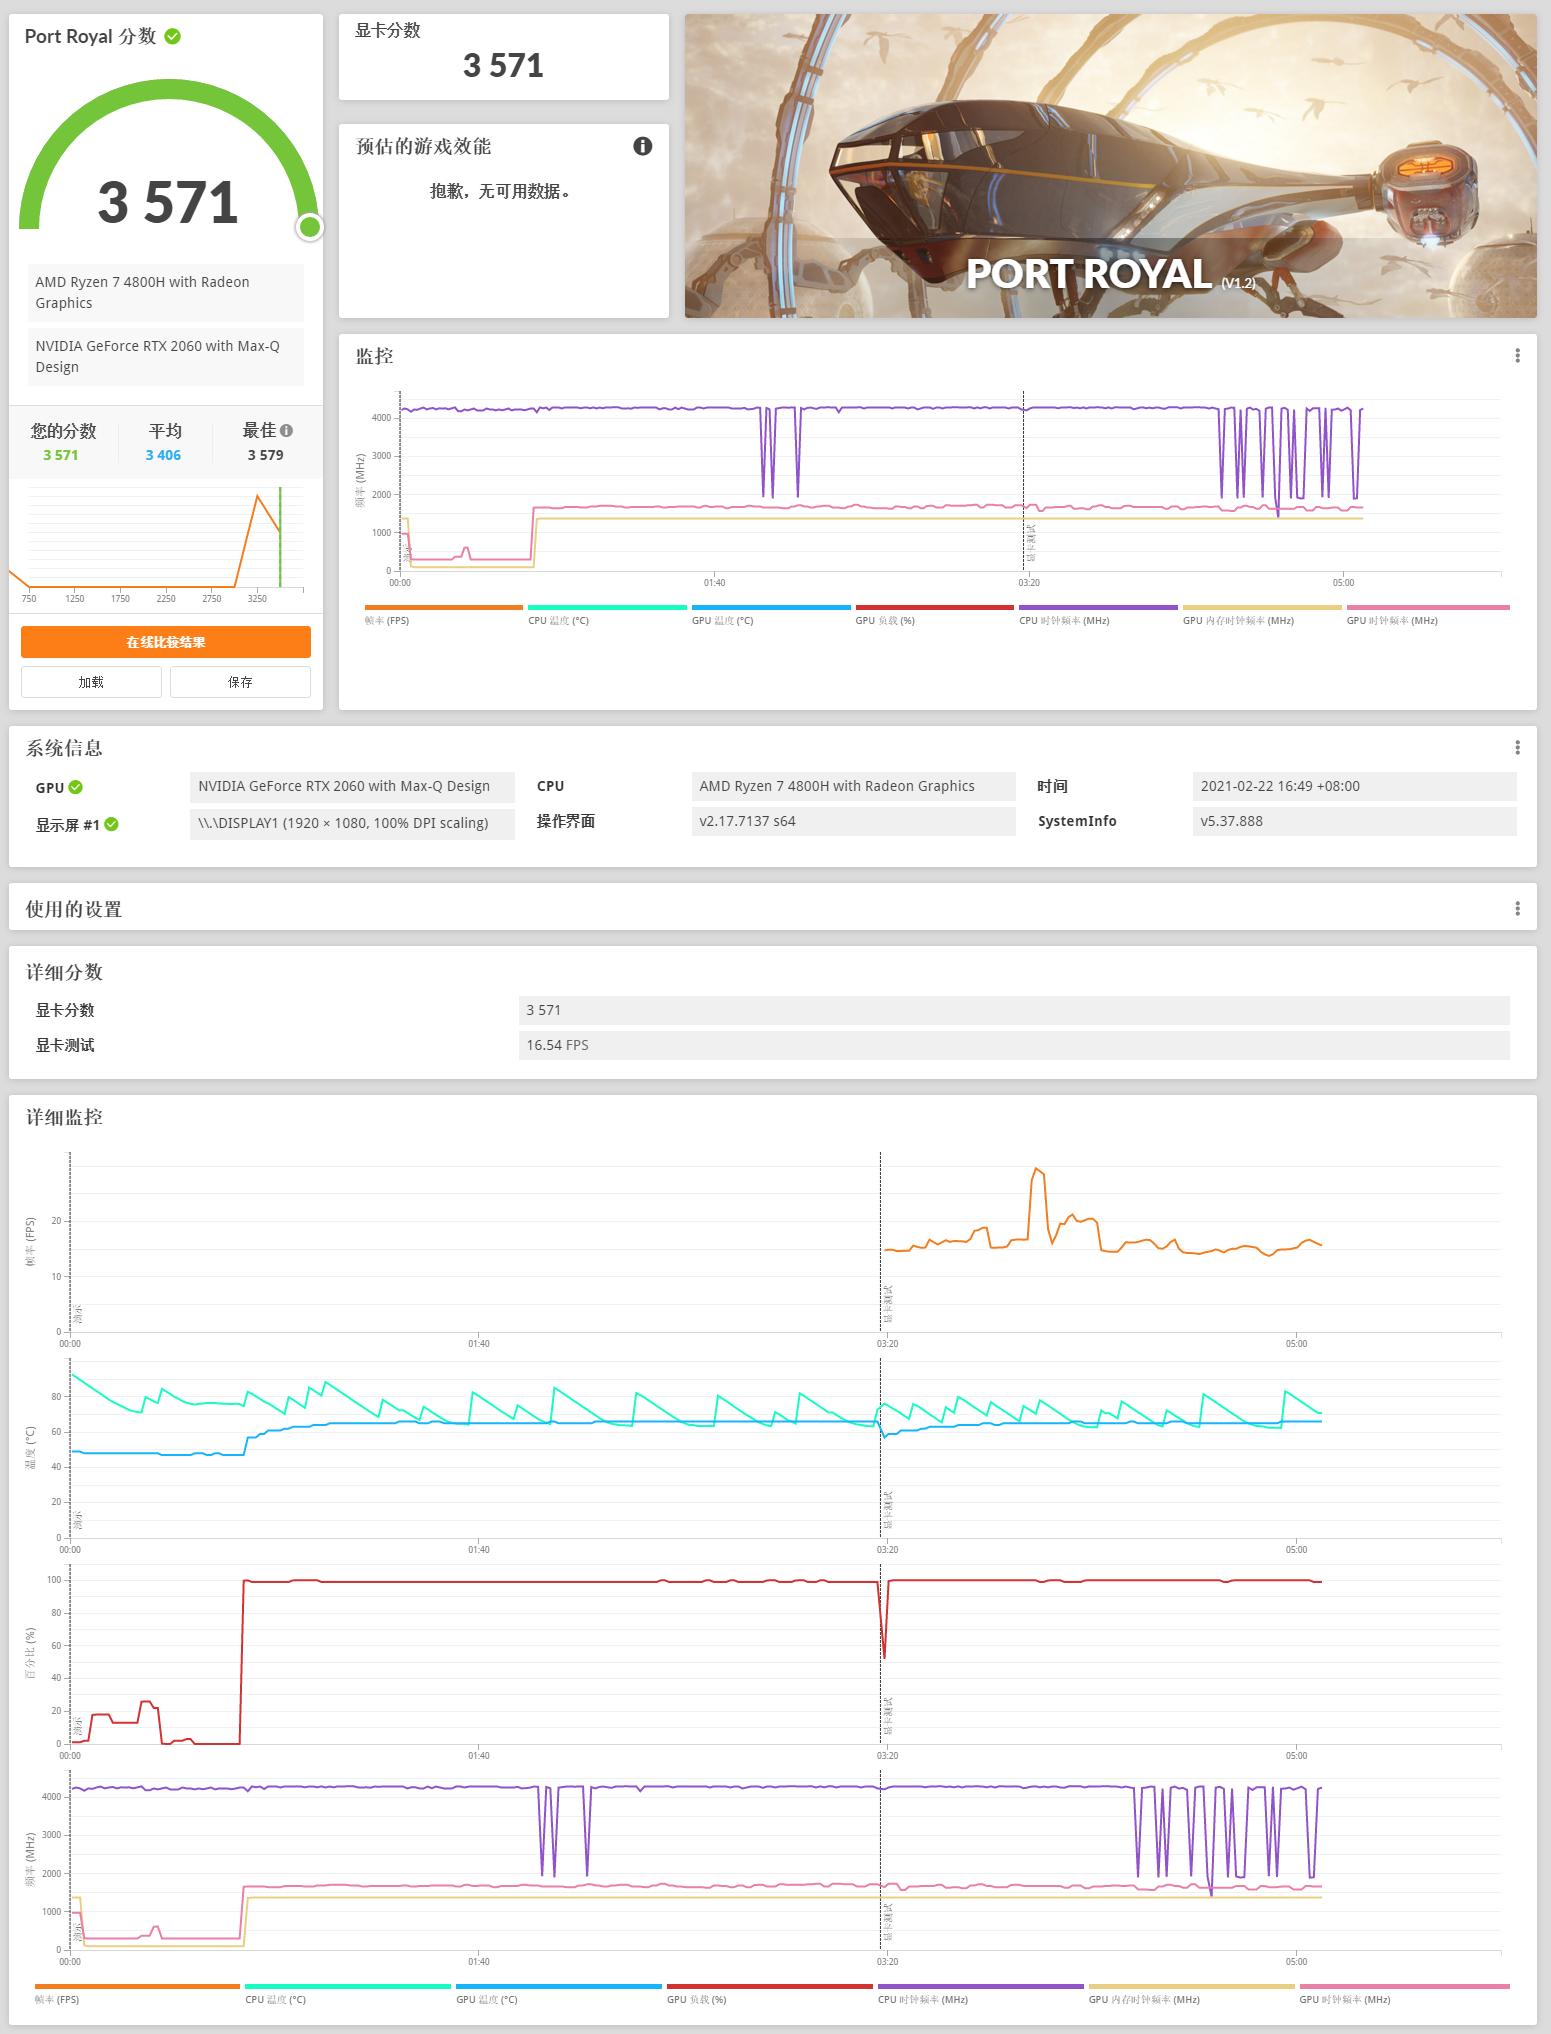 Port Royal 分数
3 571
AMD Ryzen 7 4800H with Radeon
Graphics
NVIDIA GeForce RTX 2060 with Max-Q
Design
您的分数 平均 最佳
3 571 3 406 3 579
750 1250 1750 2250 2750 3250
在线比较结果
加载 保存
显卡分数
3 571
预估的游戏效能
抱歉，无可用数据。
PORT ROYAL (V1.2)
监控
频率 (MHz)
4000
3000
2000
1000
0
演示
显卡测试
00:00 01:40 03:20 05:00
帧率 (FPS) CPU 温度 (°C) GPU 温度 (°C) GPU 负载 (%) CPU 时钟频率 (MHz) GPU 内存时钟频率 (MHz) GPU 时钟频率 (MHz)
系统信息
GPU NVIDIA GeForce RTX 2060 with Max-Q Design CPU AMD Ryzen 7 4800H with Radeon Graphics 时间 2021-02-22 16:49 +08:00
显示屏 #1 \\.\DISPLAY1 (1920 × 1080, 100% DPI scaling) 操作界面 v2.17.7137 s64 SystemInfo v5.37.888
使用的设置
详细分数
显卡分数 3 571
显卡测试 16.54 FPS
详细监控
帧率 (FPS)
20
10
0
演示
显卡测试
00:00 01:40 03:20 05:00
温度 (°C)
80
60
40
20
0
演示
显卡测试
00:00 01:40 03:20 05:00
百分比 (%)
100
80
60
40
20
0
演示
显卡测试
00:00 01:40 03:20 05:00
频率 (MHz)
4000
3000
2000
1000
0
演示
显卡测试
00:00 01:40 03:20 05:00
帧率 (FPS) CPU 温度 (°C) GPU 温度 (°C) GPU 负载 (%) CPU 时钟频率 (MHz) GPU 内存时钟频率 (MHz) GPU 时钟频率 (MHz)